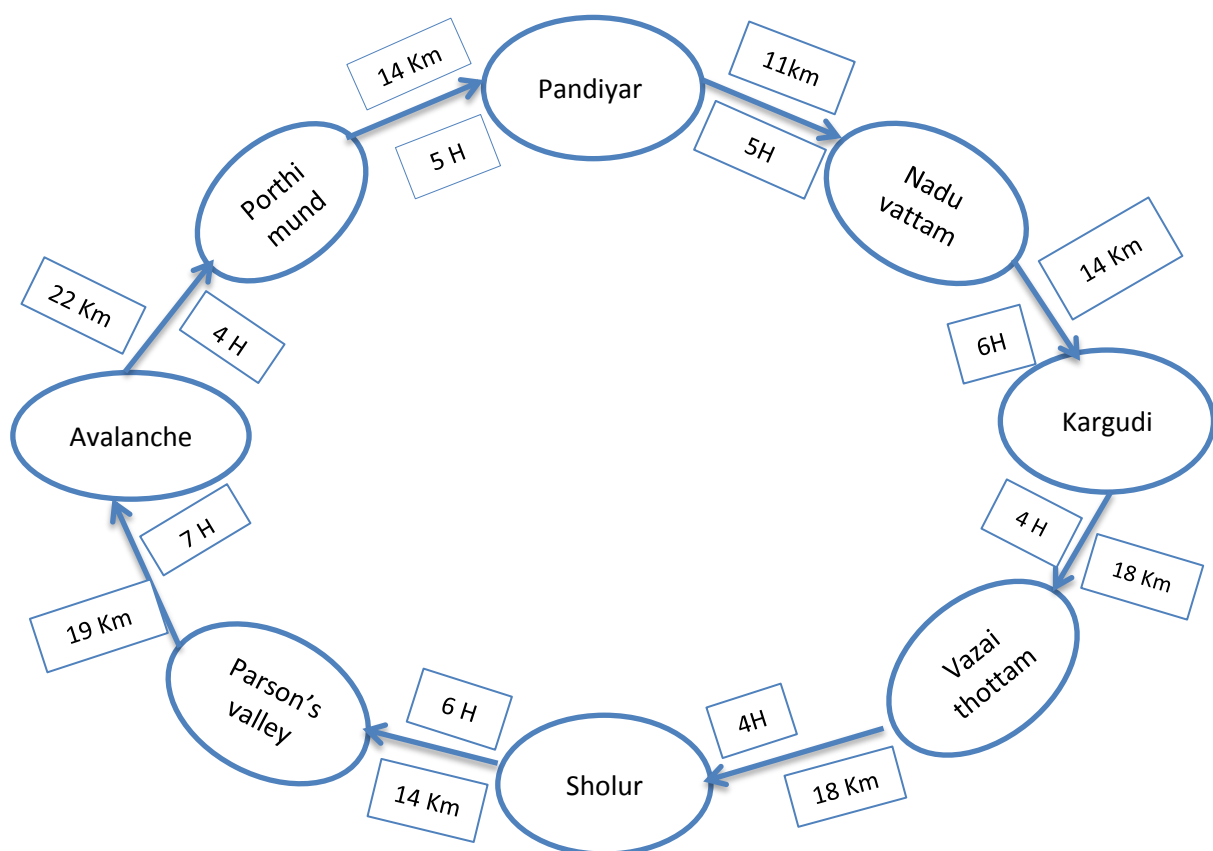 14 Km
Pandiyar
11km
5 H
5H
Porthi
mund
Nadu
vattam
22 Km
4 H
14 Km
6H
Avalanche
Kargudi
7 H
4 H
18 Km
19 Km
Parson’s
valley
6 H
4H
Vazai
thottam
14 Km
Sholur
18 Km